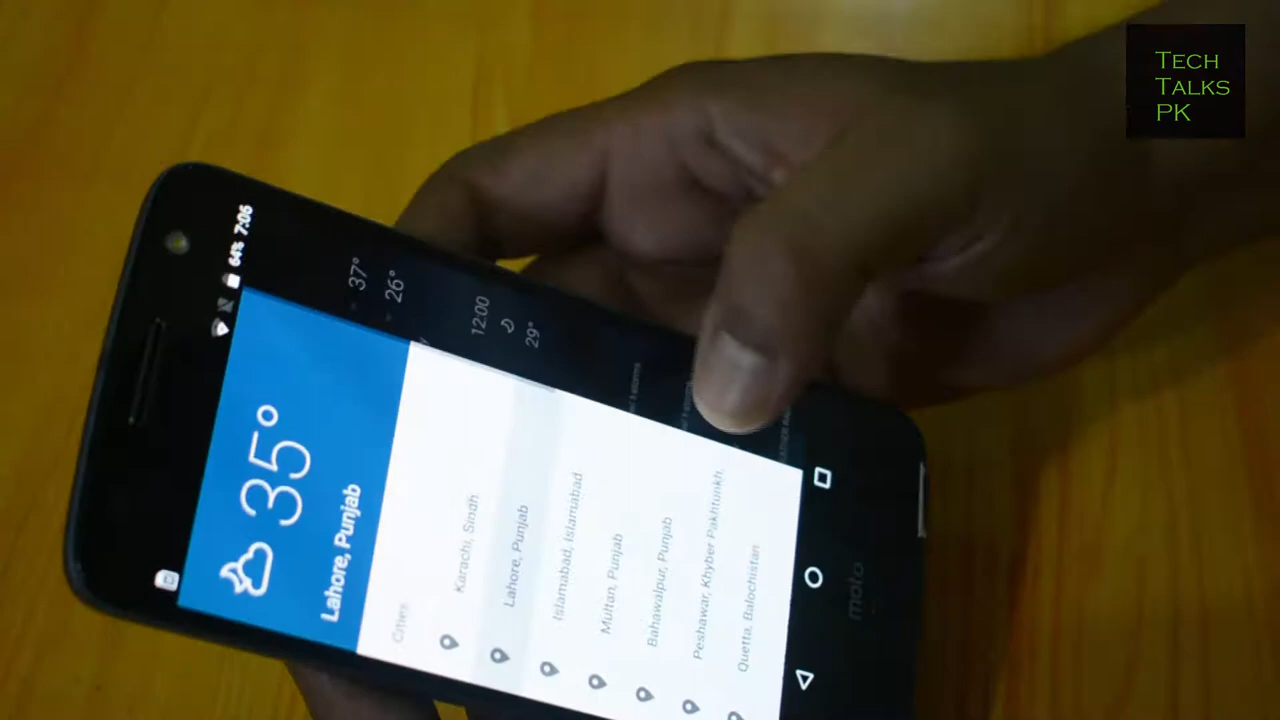 TECH
TALKS
PK
64% 7:06
35°
Lahore, Punjab
37°
26°
12:00
29°
Cities
Karachi, Sindh
Lahore, Punjab
Islamabad, Islamabad
Multan, Punjab
Bahawalpur, Punjab
Peshawar, Khyber Pakhtunkh.
Quetta, Balochistan
moto